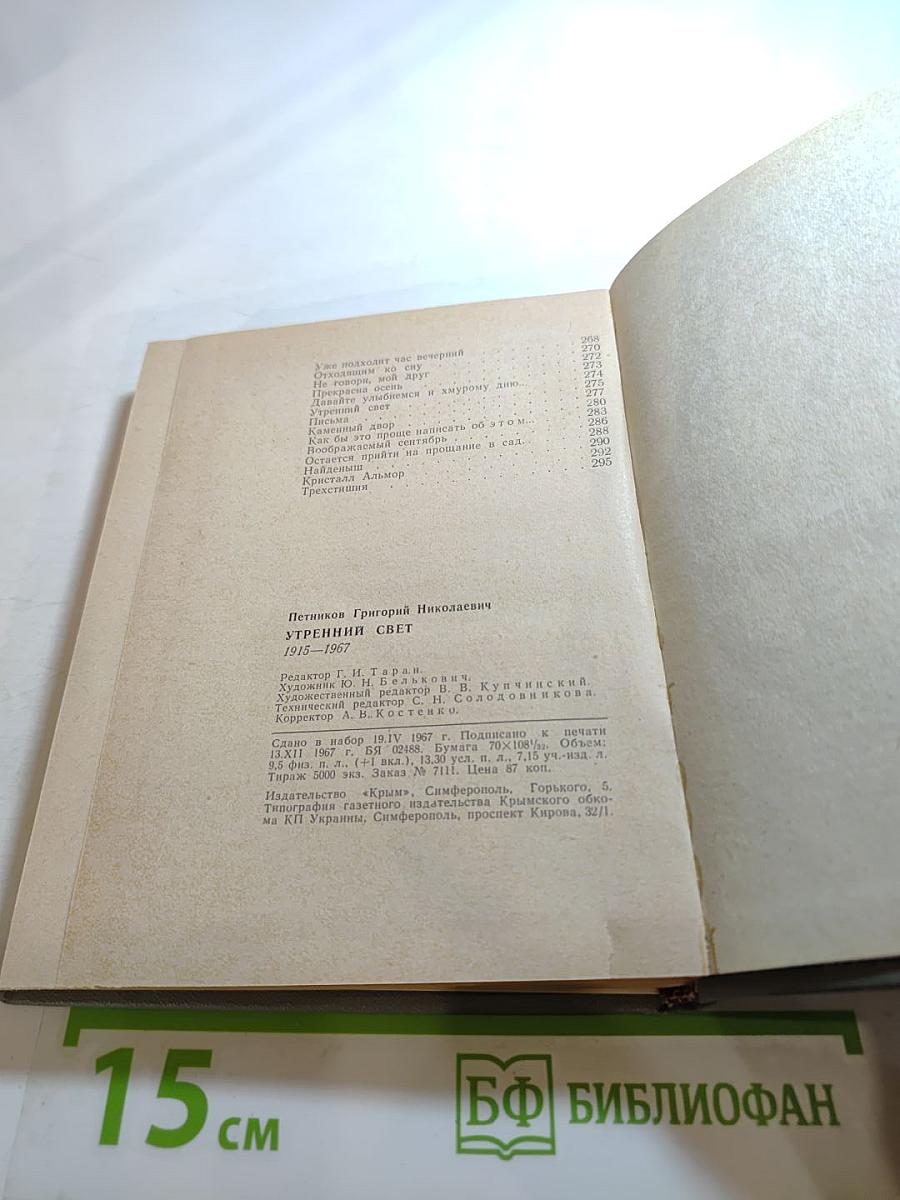 Уже подходит час вечерний . . . . . . . 268
Отходящим ко сну . . . . . . . 270
Не говори, мой друг . . . . . . . 272
Прекрасна осень . . . . . . . 273
Давайте улыбнемся и хмурому дню... . . . 274
Утренний свет . . . . . . . 275
Письма . . . . . . . 277
Каменный двор . . . . . . . 280
Как бы это проще написать об этом... . . . 283
Воображаемый сентябрь . . . . . . . 286
Остается прийти на прощание в сад. . . . 288
Найденыш . . . . . . . 290
Кристалл Альмор . . . . . . . 292
Трехстишия . . . . . . . 295
Петников Григорий Николаевич
УТРЕННИЙ СВЕТ
1915—1967
Редактор Г. И. Таран.
Художник Ю. Н. Белькович.
Художественный редактор В. В. Купчинский.
Технический редактор С. Н. Солодовникова.
Корректор А. В. Костенко.
Сдано в набор 19.IV 1967 г. Подписано к печати
13.XII 1967 г. БЯ 02488. Бумага 70×108¹/₃₂. Объем:
9,5 физ. п. л., (+1 вкл.), 13,30 усл. п. л., 7,15 уч.-изд. л.
Тираж 5000 экз. Заказ № 7111. Цена 87 коп.
Издательство «Крым», Симферополь, Горького, 5.
Типография газетного издательства Крымского обко-
ма КП Украины, Симферополь, проспект Кирова, 32/1.
15 см
БФ БИБЛИОФАН